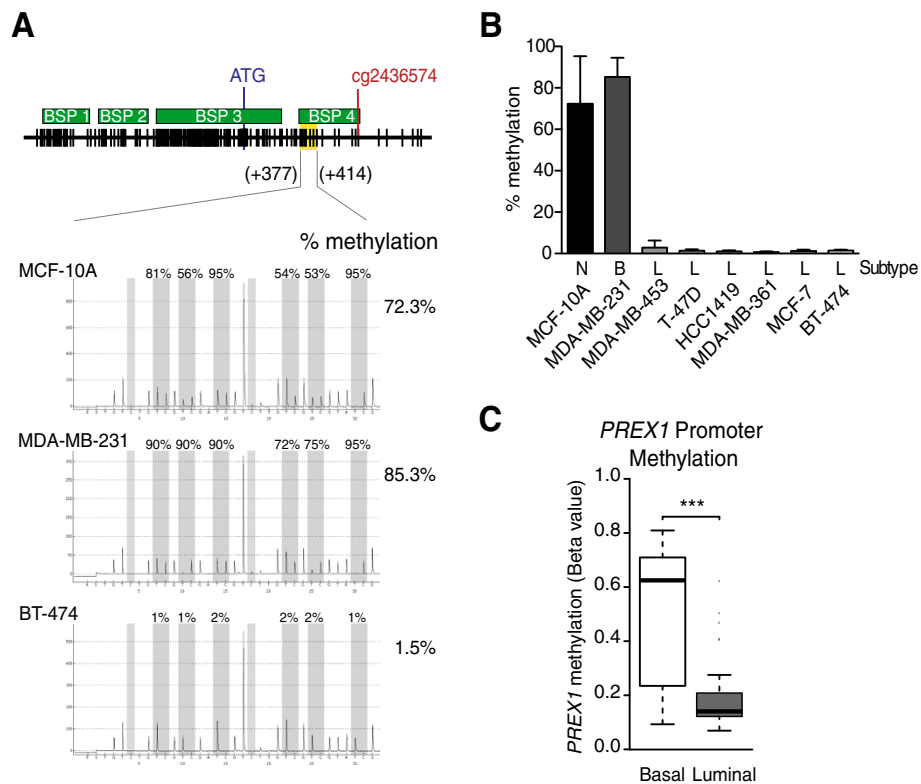 A
ATG
cg2436574
BSP 1 BSP 2 BSP 3 BSP 4
(+377) (+414)
% methylation
MCF-10A
81% 56% 95% 54% 53% 95%
72.3%
MDA-MB-231
90% 90% 90% 72% 75% 95%
85.3%
BT-474
1% 1% 2% 2% 2% 1%
1.5%
B
% methylation
100
80
60
40
20
0
N B L L L L L L Subtype
MCF-10A
MDA-MB-231
MDA-MB-453
T-47D
HCC1419
MDA-MB-361
MCF-7
BT-474
C
PREX1 Promoter
Methylation
PREX1 methylation (Beta value)
1.0
0.8
0.6
0.4
0.2
0.0
***
Basal Luminal